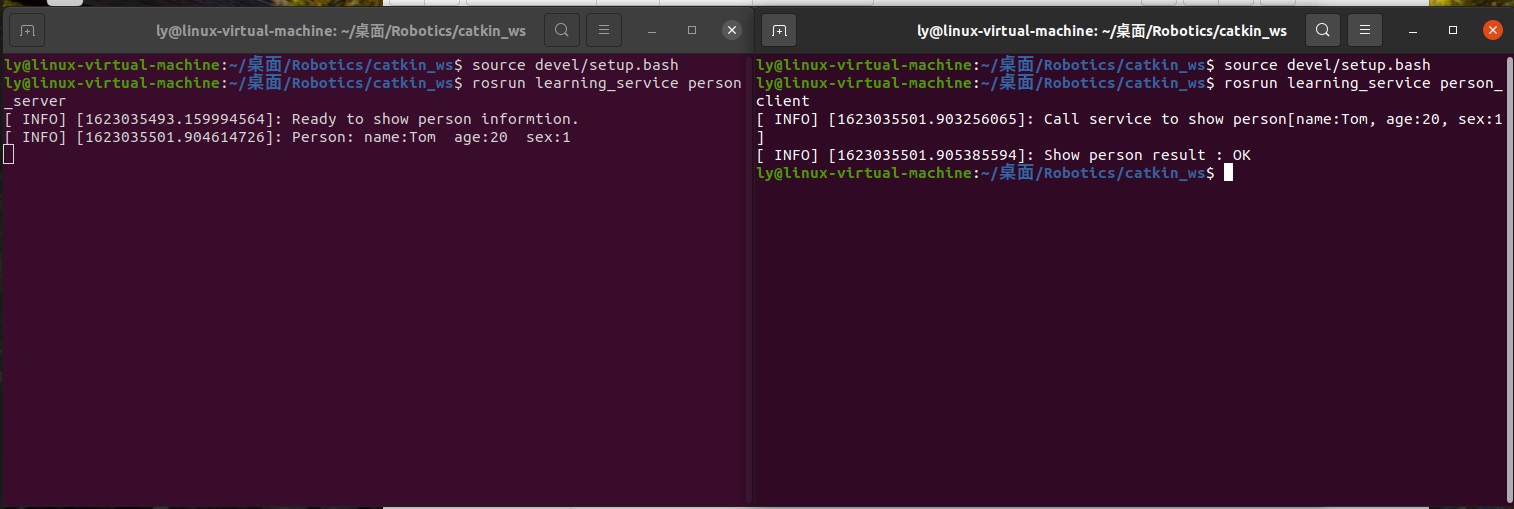 ly@linux-virtual-machine: ~/桌面/Robotics/catkin_ws
ly@linux-virtual-machine:~/桌面/Robotics/catkin_ws$ source devel/setup.bash
ly@linux-virtual-machine:~/桌面/Robotics/catkin_ws$ rosrun learning_service person
_server
[ INFO] [1623035493.159994564]: Ready to show person informtion.
[ INFO] [1623035501.904614726]: Person: name:Tom  age:20  sex:1
ly@linux-virtual-machine: ~/桌面/Robotics/catkin_ws
ly@linux-virtual-machine:~/桌面/Robotics/catkin_ws$ source devel/setup.bash
ly@linux-virtual-machine:~/桌面/Robotics/catkin_ws$ rosrun learning_service person_
client
[ INFO] [1623035501.903256065]: Call service to show person[name:Tom, age:20, sex:1
]
[ INFO] [1623035501.905385594]: Show person result : OK
ly@linux-virtual-machine:~/桌面/Robotics/catkin_ws$